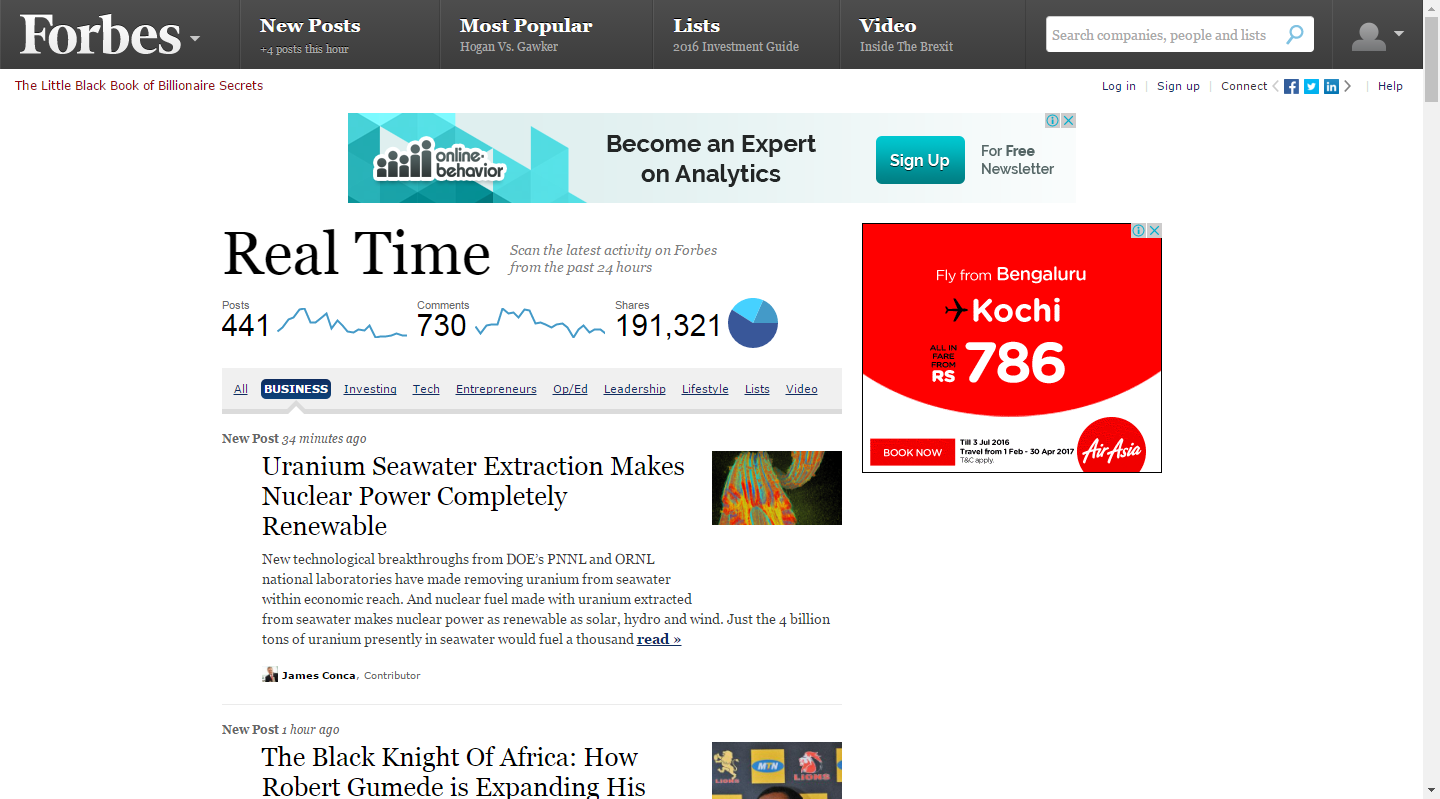 Forbes
New Posts
+4 posts this hour
Most Popular
Hogan Vs. Gawker
Lists
2016 Investment Guide
Video
Inside The Brexit
Search companies, people and lists
The Little Black Book of Billionaire Secrets
Log in | Sign up | Connect
Help
online-
behavior
Become an Expert
on Analytics
Sign Up
For Free
Newsletter
Real Time
Scan the latest activity on Forbes
from the past 24 hours
Posts
441
Comments
730
Shares
191,321
All BUSINESS Investing Tech Entrepreneurs Op/Ed Leadership Lifestyle Lists Video
New Post 34 minutes ago
Uranium Seawater Extraction Makes
Nuclear Power Completely
Renewable
New technological breakthroughs from DOE’s PNNL and ORNL
national laboratories have made removing uranium from seawater
within economic reach. And nuclear fuel made with uranium extracted
from seawater makes nuclear power as renewable as solar, hydro and wind. Just the 4 billion
tons of uranium presently in seawater would fuel a thousand read »
James Conca, Contributor
New Post 1 hour ago
The Black Knight Of Africa: How
Robert Gumede is Expanding His
LIONS
MTN
LIONS
Fly from Bengaluru
Kochi
ALL IN
FARE
FROM
RS 786
BOOK NOW
Till 3 Jul 2016
Travel from 1 Feb - 30 Apr 2017
T&C apply.
AirAsia